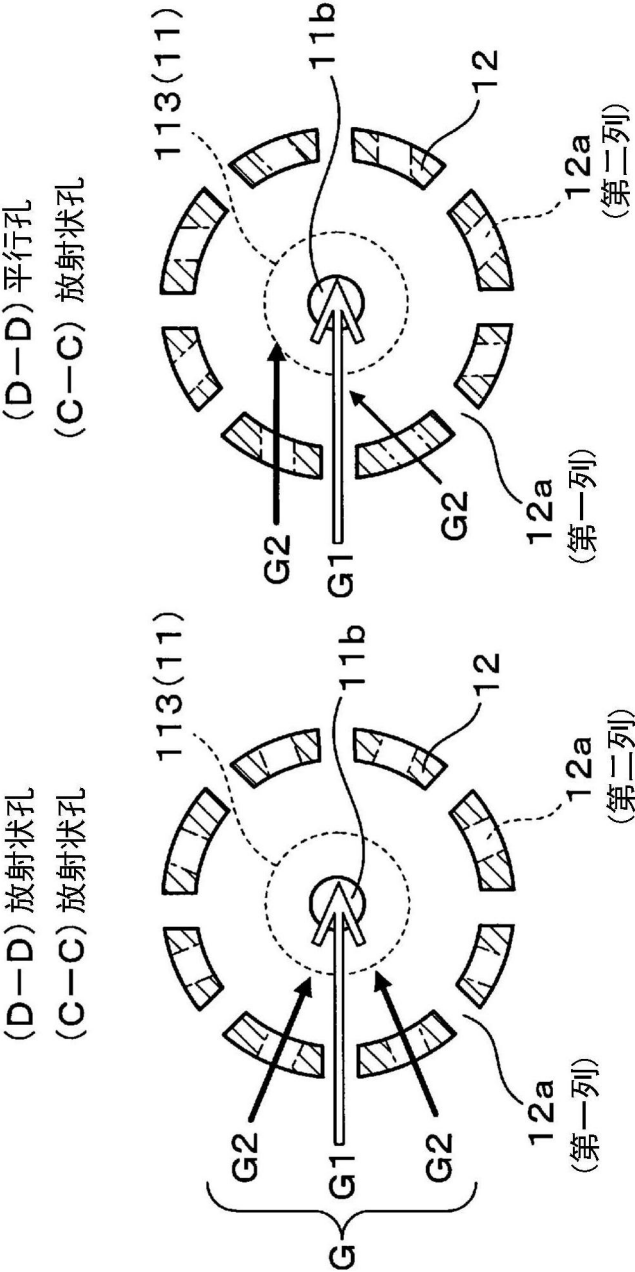 (D－D) 放射状孔
(C－C) 放射状孔
113(11)
11b
12
12a
(第二列)
12a
(第一列)
G2
G1
G2
G
(D－D) 平行孔
(C－C) 放射状孔
113(11)
11b
12
12a
(第二列)
12a
(第一列)
G2
G1
G2